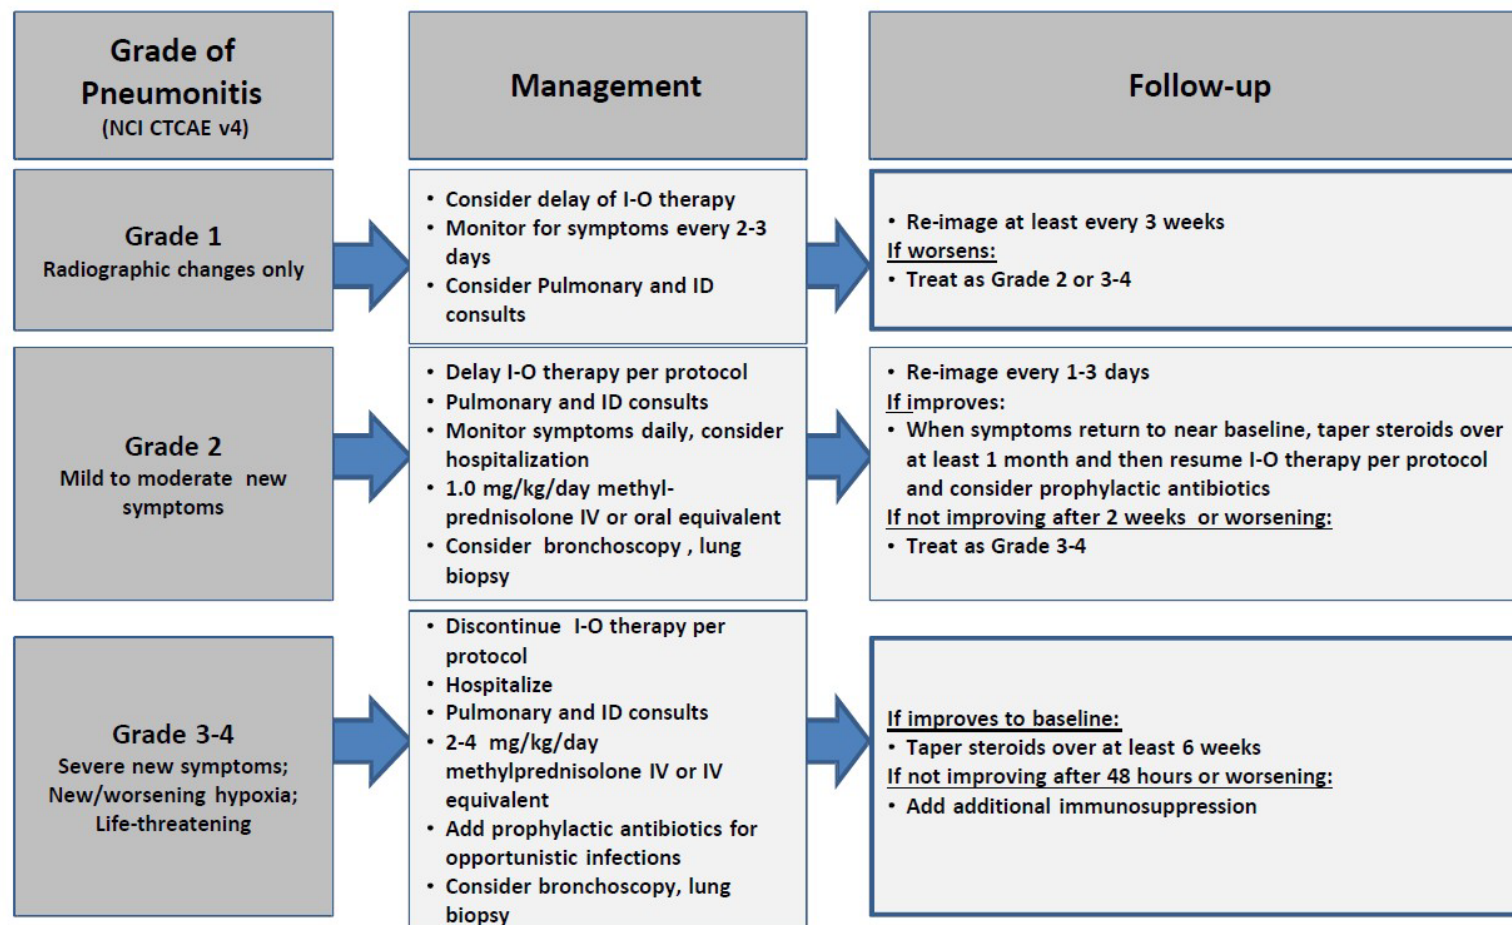 Grade of
Pneumonitis
(NCI CTCAE v4)
Management
Follow-up
Grade 1
Radiographic changes only
• Consider delay of I-O therapy
• Monitor for symptoms every 2-3
days
• Consider Pulmonary and ID
consults
• Re-image at least every 3 weeks
If worsens:
• Treat as Grade 2 or 3-4
Grade 2
Mild to moderate new
symptoms
• Delay I-O therapy per protocol
• Pulmonary and ID consults
• Monitor symptoms daily, consider
hospitalization
• 1.0 mg/kg/day methyl-
prednisolone IV or oral equivalent
• Consider bronchoscopy , lung
biopsy
• Re-image every 1-3 days
If improves:
• When symptoms return to near baseline, taper steroids over
at least 1 month and then resume I-O therapy per protocol
and consider prophylactic antibiotics
If not improving after 2 weeks or worsening:
• Treat as Grade 3-4
Grade 3-4
Severe new symptoms;
New/worsening hypoxia;
Life-threatening
• Discontinue I-O therapy per
protocol
• Hospitalize
• Pulmonary and ID consults
• 2-4 mg/kg/day
methylprednisolone IV or IV
equivalent
• Add prophylactic antibiotics for
opportunistic infections
• Consider bronchoscopy, lung
biopsy
If improves to baseline:
• Taper steroids over at least 6 weeks
If not improving after 48 hours or worsening:
• Add additional immunosuppression